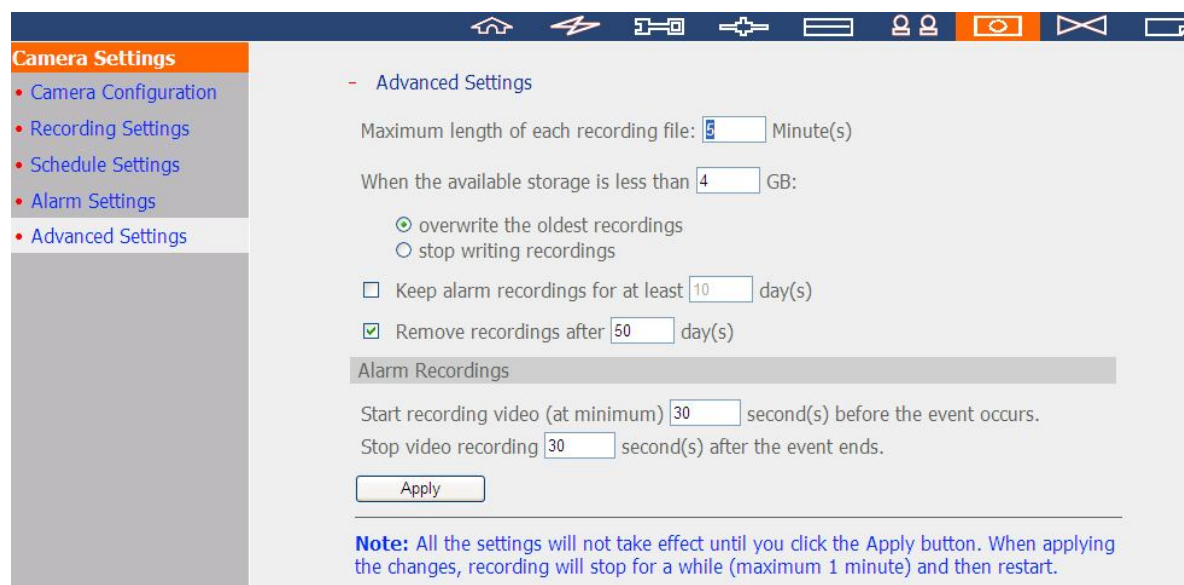 Camera Settings
• Camera Configuration
• Recording Settings
• Schedule Settings
• Alarm Settings
• Advanced Settings
– Advanced Settings
Maximum length of each recording file: 5 Minute(s)
When the available storage is less than 4 GB:
overwrite the oldest recordings
stop writing recordings
Keep alarm recordings for at least 10 day(s)
Remove recordings after 50 day(s)
Alarm Recordings
Start recording video (at minimum) 30 second(s) before the event occurs.
Stop video recording 30 second(s) after the event ends.
Apply
Note: All the settings will not take effect until you click the Apply button. When applying
the changes, recording will stop for a while (maximum 1 minute) and then restart.